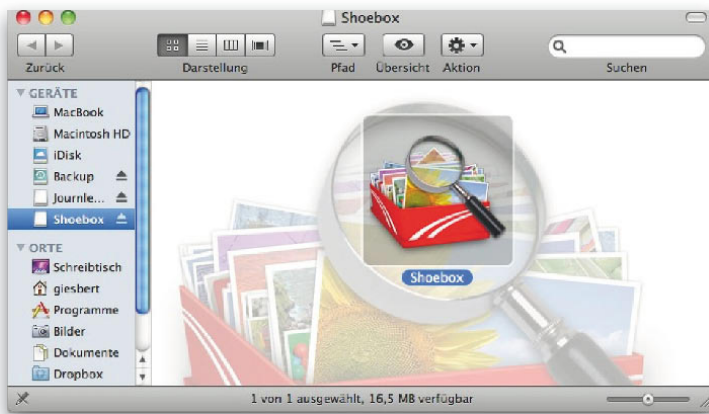 Shoebox
Zurück
Darstellung
Pfad
Übersicht
Aktion
Suchen
GERÄTE
MacBook
Macintosh HD
iDisk
Backup
Journle...
Shoebox
ORTE
Schreibtisch
giesbert
Programme
Bilder
Dokumente
Dropbox
Shoebox
1 von 1 ausgewählt, 16,5 MB verfügbar